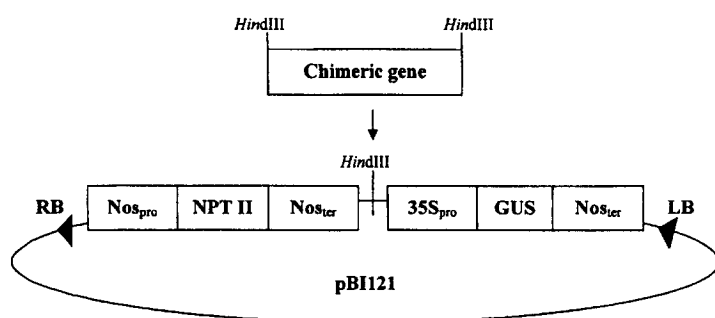 HindIII HindIII
Chimeric gene
HindIII
RB Nospro NPT II Noster 35Spro GUS Noster LB
pBI121